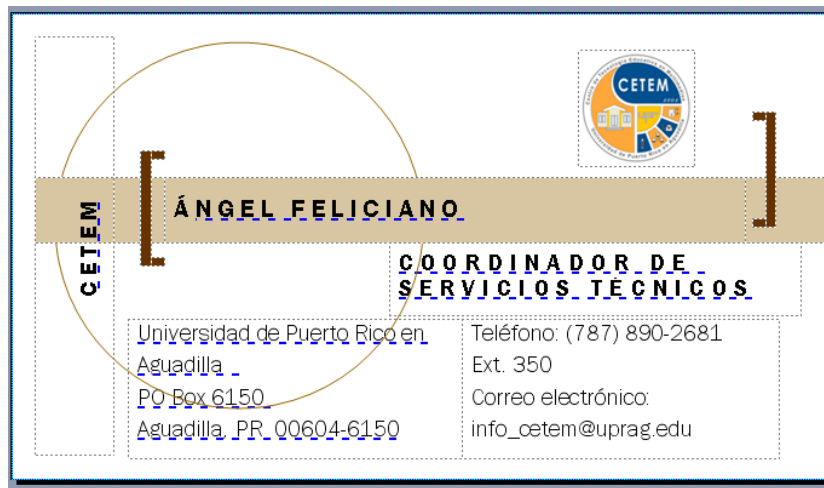 CETEM
CETEM
ÁNGEL FELICIANO
COORDINADOR DE
SERVICIOS TÉCNICOS
Universidad de Puerto Rico en
Aguadilla
PO Box 6150
Aguadilla, PR 00604-6150
Teléfono: (787) 890-2681
Ext. 350
Correo electrónico:
info_cetem@uprag.edu